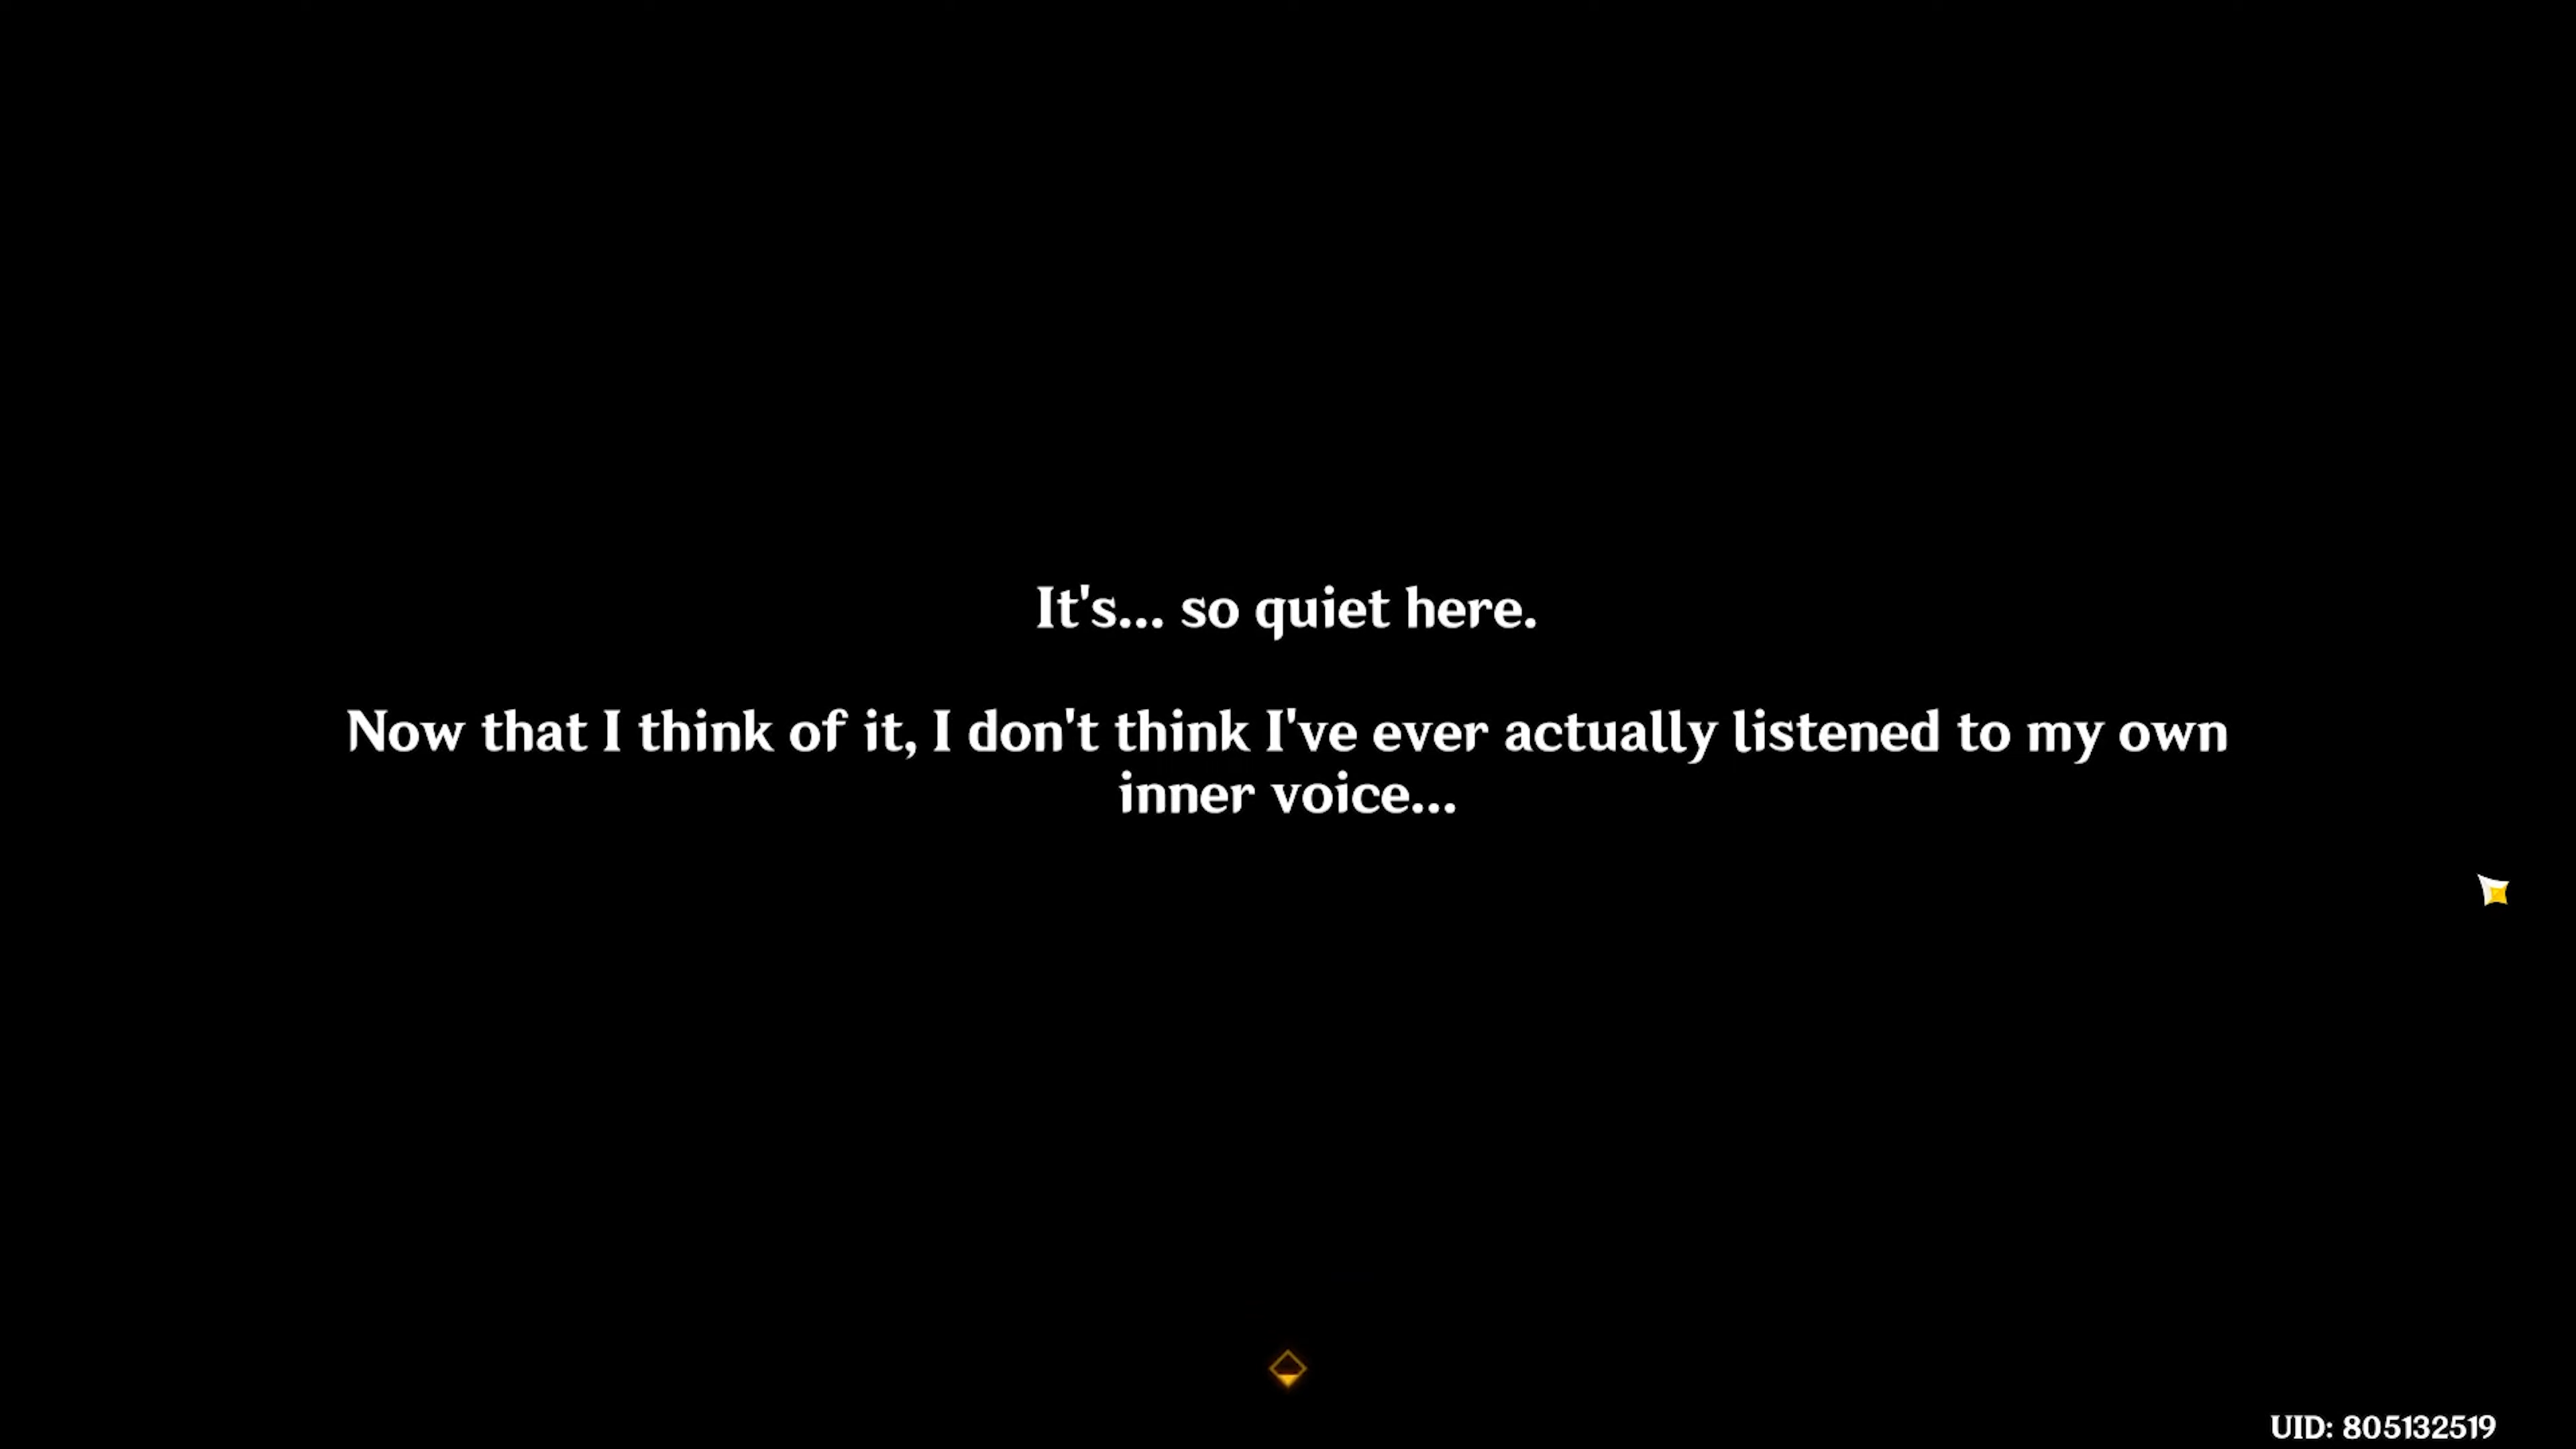 It's... so quiet here.
Now that I think of it, I don't think I've ever actually listened to my own
inner voice...
UID: 805132519